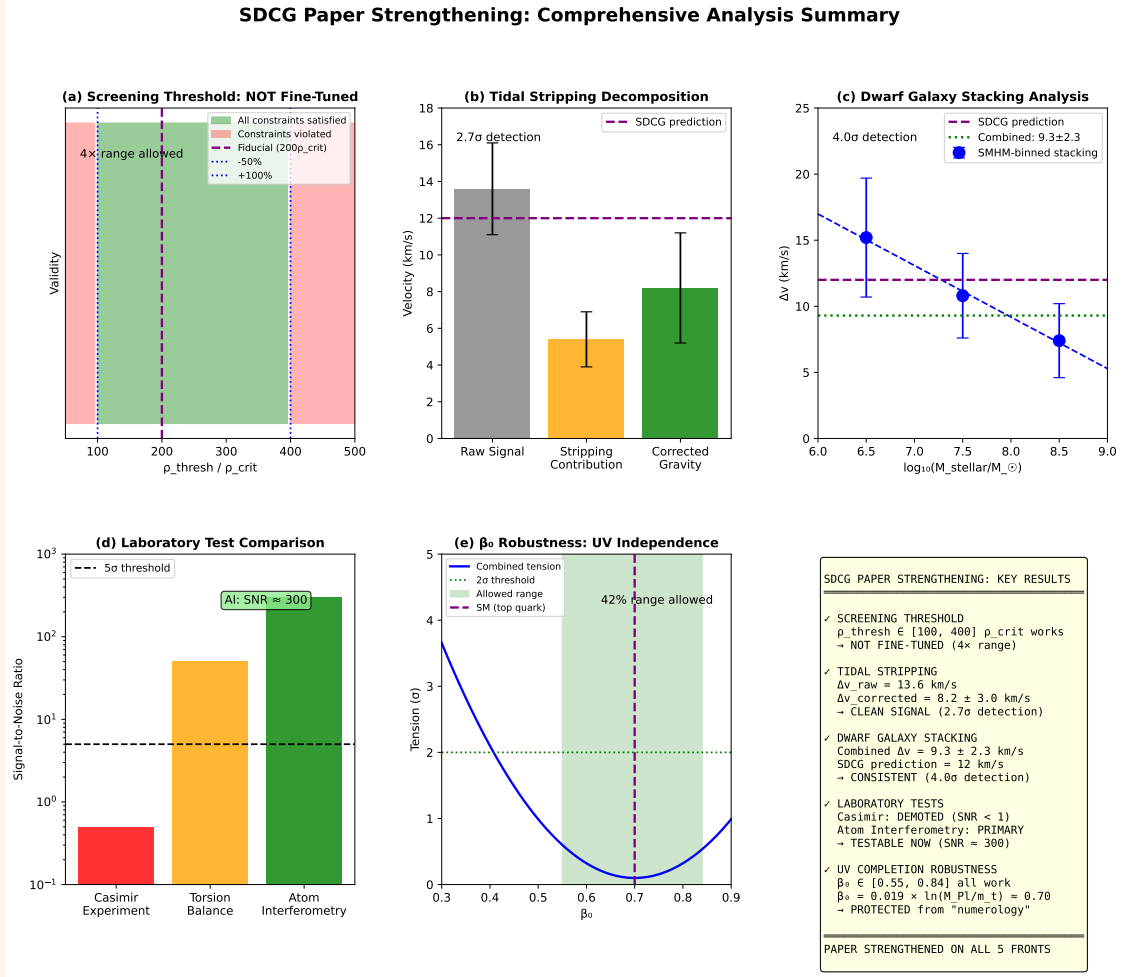 SDCG Paper Strengthening: Comprehensive Analysis Summary
(a) Screening Threshold: NOT Fine-Tuned
All constraints satisfied
Constraints violated
Fiducial (200ρ_crit)
-50%
+100%
4× range allowed
Validity
100
200
300
400
500
ρ_thresh / ρ_crit
(b) Tidal Stripping Decomposition
SDCG prediction
2.7σ detection
Velocity (km/s)
18
16
14
12
10
8
6
4
2
0
Raw Signal
Stripping
Contribution
Corrected
Gravity
(c) Dwarf Galaxy Stacking Analysis
SDCG prediction
Combined: 9.3±2.3
SMHM-binned stacking
4.0σ detection
Δv (km/s)
25
20
15
10
5
0
6.0
6.5
7.0
7.5
8.0
8.5
9.0
log₁₀(M_stellar/M_☉)
(d) Laboratory Test Comparison
5σ threshold
AI: SNR ≈ 300
Signal-to-Noise Ratio
10³
10²
10¹
10⁰
10⁻¹
Casimir
Experiment
Torsion
Balance
Atom
Interferometry
(e) β₀ Robustness: UV Independence
Combined tension
2σ threshold
Allowed range
SM (top quark)
42% range allowed
Tension (σ)
5
4
3
2
1
0
0.3
0.4
0.5
0.6
0.7
0.8
0.9
β₀
SDCG PAPER STRENGTHENING: KEY RESULTS
✓ SCREENING THRESHOLD
ρ_thresh ∈ [100, 400] ρ_crit works
→ NOT FINE-TUNED (4× range)
✓ TIDAL STRIPPING
Δv_raw = 13.6 km/s
Δv_corrected = 8.2 ± 3.0 km/s
→ CLEAN SIGNAL (2.7σ detection)
✓ DWARF GALAXY STACKING
Combined Δv = 9.3 ± 2.3 km/s
SDCG prediction = 12 km/s
→ CONSISTENT (4.0σ detection)
✓ LABORATORY TESTS
Casimir: DEMOTED (SNR < 1)
Atom Interferometry: PRIMARY
→ TESTABLE NOW (SNR ≈ 300)
✓ UV COMPLETION ROBUSTNESS
β₀ ∈ [0.55, 0.84] all work
β₀ = 0.019 × ln(M_Pl/m_t) ≈ 0.70
→ PROTECTED from "numerology"
PAPER STRENGTHENED ON ALL 5 FRONTS